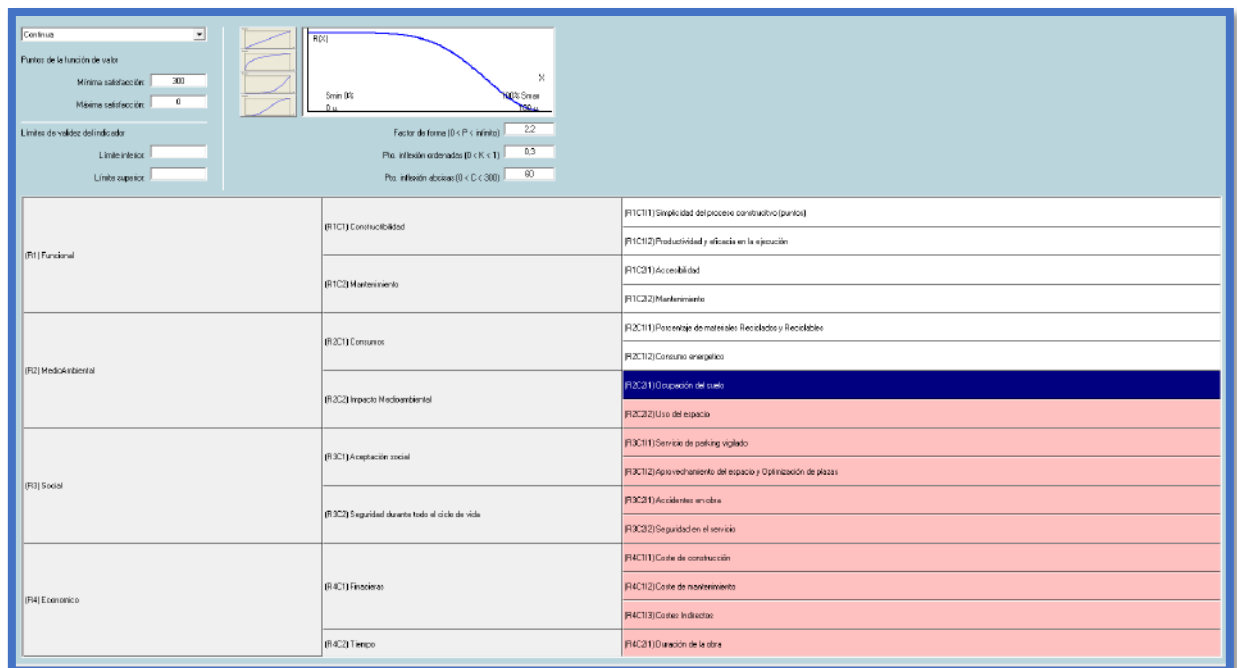 Continua
Puntos de la función de valor
Mínima satisfacción: 300
Máxima satisfacción: 0
Límites de validez del indicador
Límite inferior:
Límite superior:
R(X)
X
Smin 0%
100% Smax
0 u.
Factor de forma (0 < P < infinito) 2,2
Pto. inflexión ordenadas (0 < K < 1) 0,3
Pto. inflexión abcisas (0 < C < 300) 60
(R1) Funcional
(R1C1) Constructibilidad
(R1C1I1) Simplicidad del proceso constructivo (puntos)
(R1C1I2) Productividad y eficacia en la ejecución
(R1C2) Mantenimiento
(R1C2I1) Accesibilidad
(R1C2I2) Mantenimiento
(R2) MedioAmbiental
(R2C1) Consumos
(R2C1I1) Porcentaje de materiales Reciclados y Reciclables
(R2C1I2) Consumo energetico
(R2C2) Impacto Medioambiental
(R2C2I1) Ocupación del suelo
(R2C2I2) Uso del espacio
(R3) Social
(R3C1) Aceptación social
(R3C1I1) Servicio de parking vigilado
(R3C1I2) Aprovechamiento del espacio y Optimización de plazas
(R3C2) Seguridad durante todo el ciclo de vida
(R3C2I1) Accidentes en obra
(R3C2I2) Seguridad en el servicio
(R4) Economico
(R4C1) Financieras
(R4C1I1) Coste de construcción
(R4C1I2) Coste de mantenimiento
(R4C1I3) Costes Indirectos
(R4C2) Tiempo
(R4C2I1) Duración de la obra